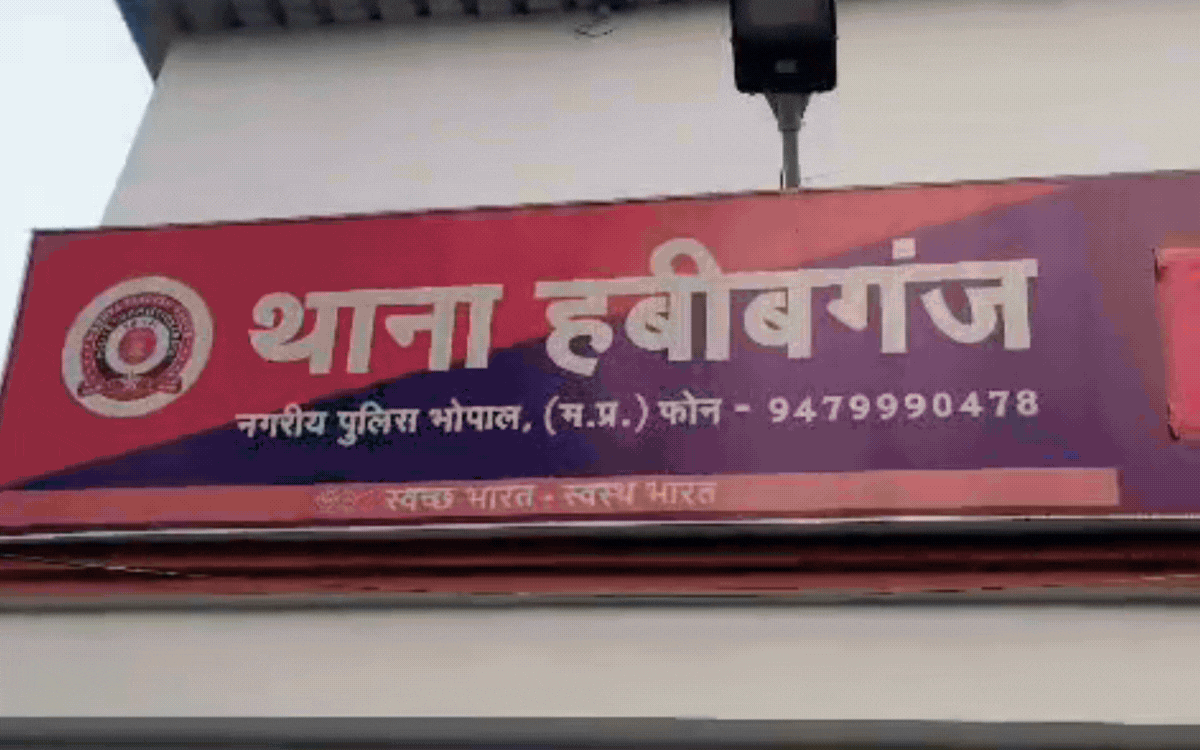 थाना हबीबगंज
नगरीय पुलिस भोपाल, (म.प्र.) फोन - 9479990478
स्वच्छ भारत - स्वस्थ भारत